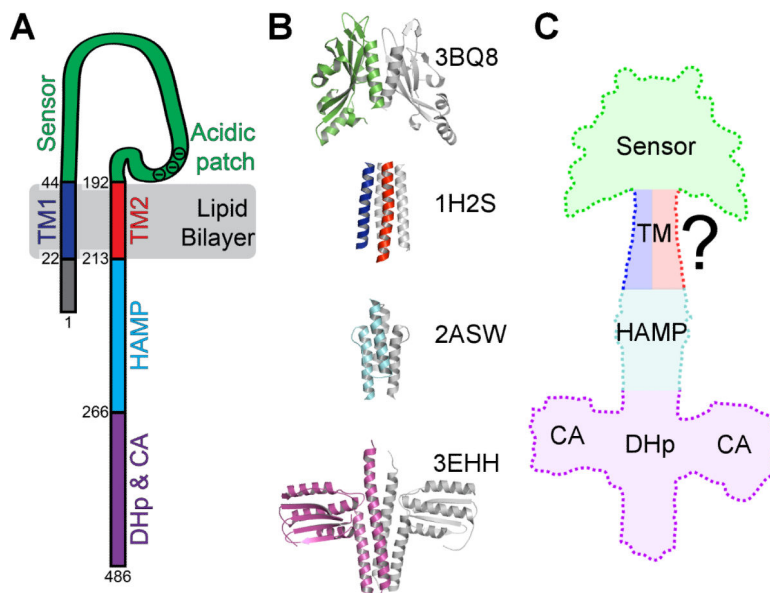 A
Sensor
Acidic
patch
⊖⊖⊖
44
192
TM1
TM2
Lipid
Bilayer
22
213
1
HAMP
266
DHp & CA
486
B
3BQ8
1H2S
2ASW
3EHH
C
Sensor
TM
?
HAMP
CA
DHp
CA